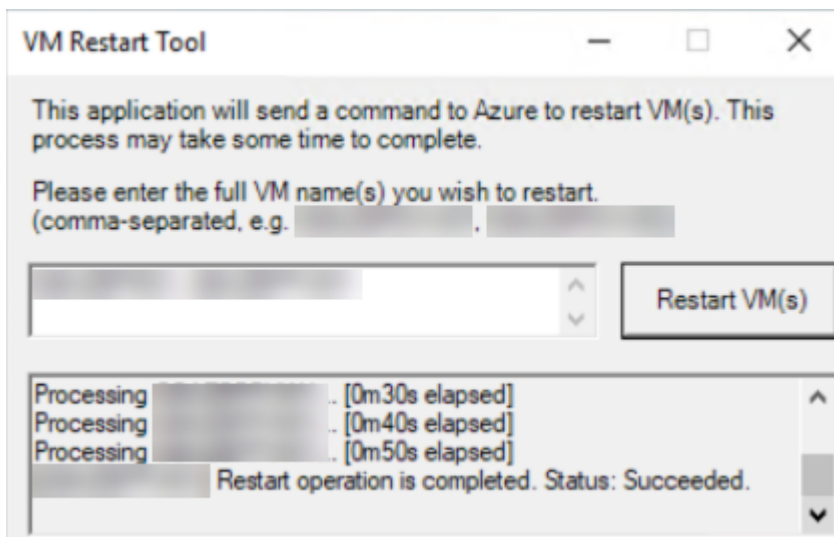 VM Restart Tool
This application will send a command to Azure to restart VM(s). This
process may take some time to complete.
Please enter the full VM name(s) you wish to restart.
(comma-separated, e.g. ,
Restart VM(s)
Processing .. [0m30s elapsed]
Processing .. [0m40s elapsed]
Processing .. [0m50s elapsed]
Restart operation is completed. Status: Succeeded.